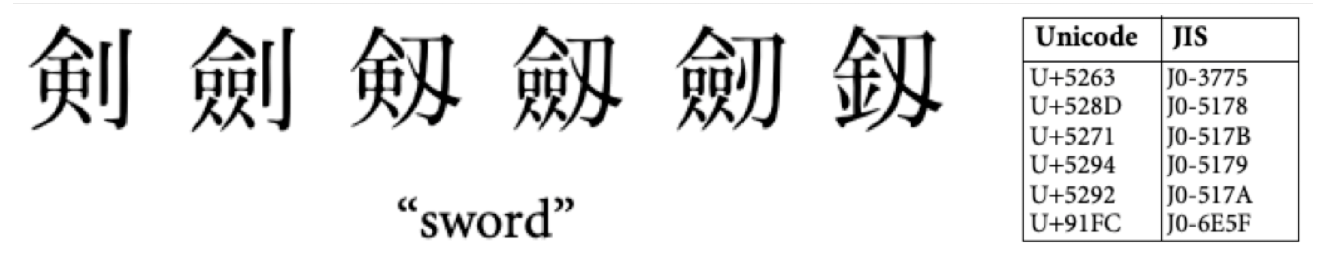 剣 劍 剱 劔 劒 釼
“sword”
Unicode JIS
U+5263 J0-3775
U+528D J0-5178
U+5271 J0-517B
U+5294 J0-5179
U+5292 J0-517A
U+91FC J0-6E5F